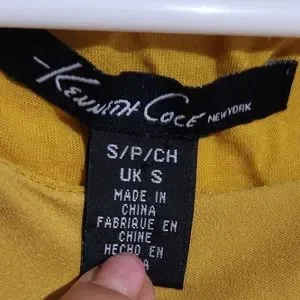 KENNETH COLE NEW YORK
S/P/CH
UK S
MADE IN
CHINA
FABRIQUE EN
CHINE
HECHO EN